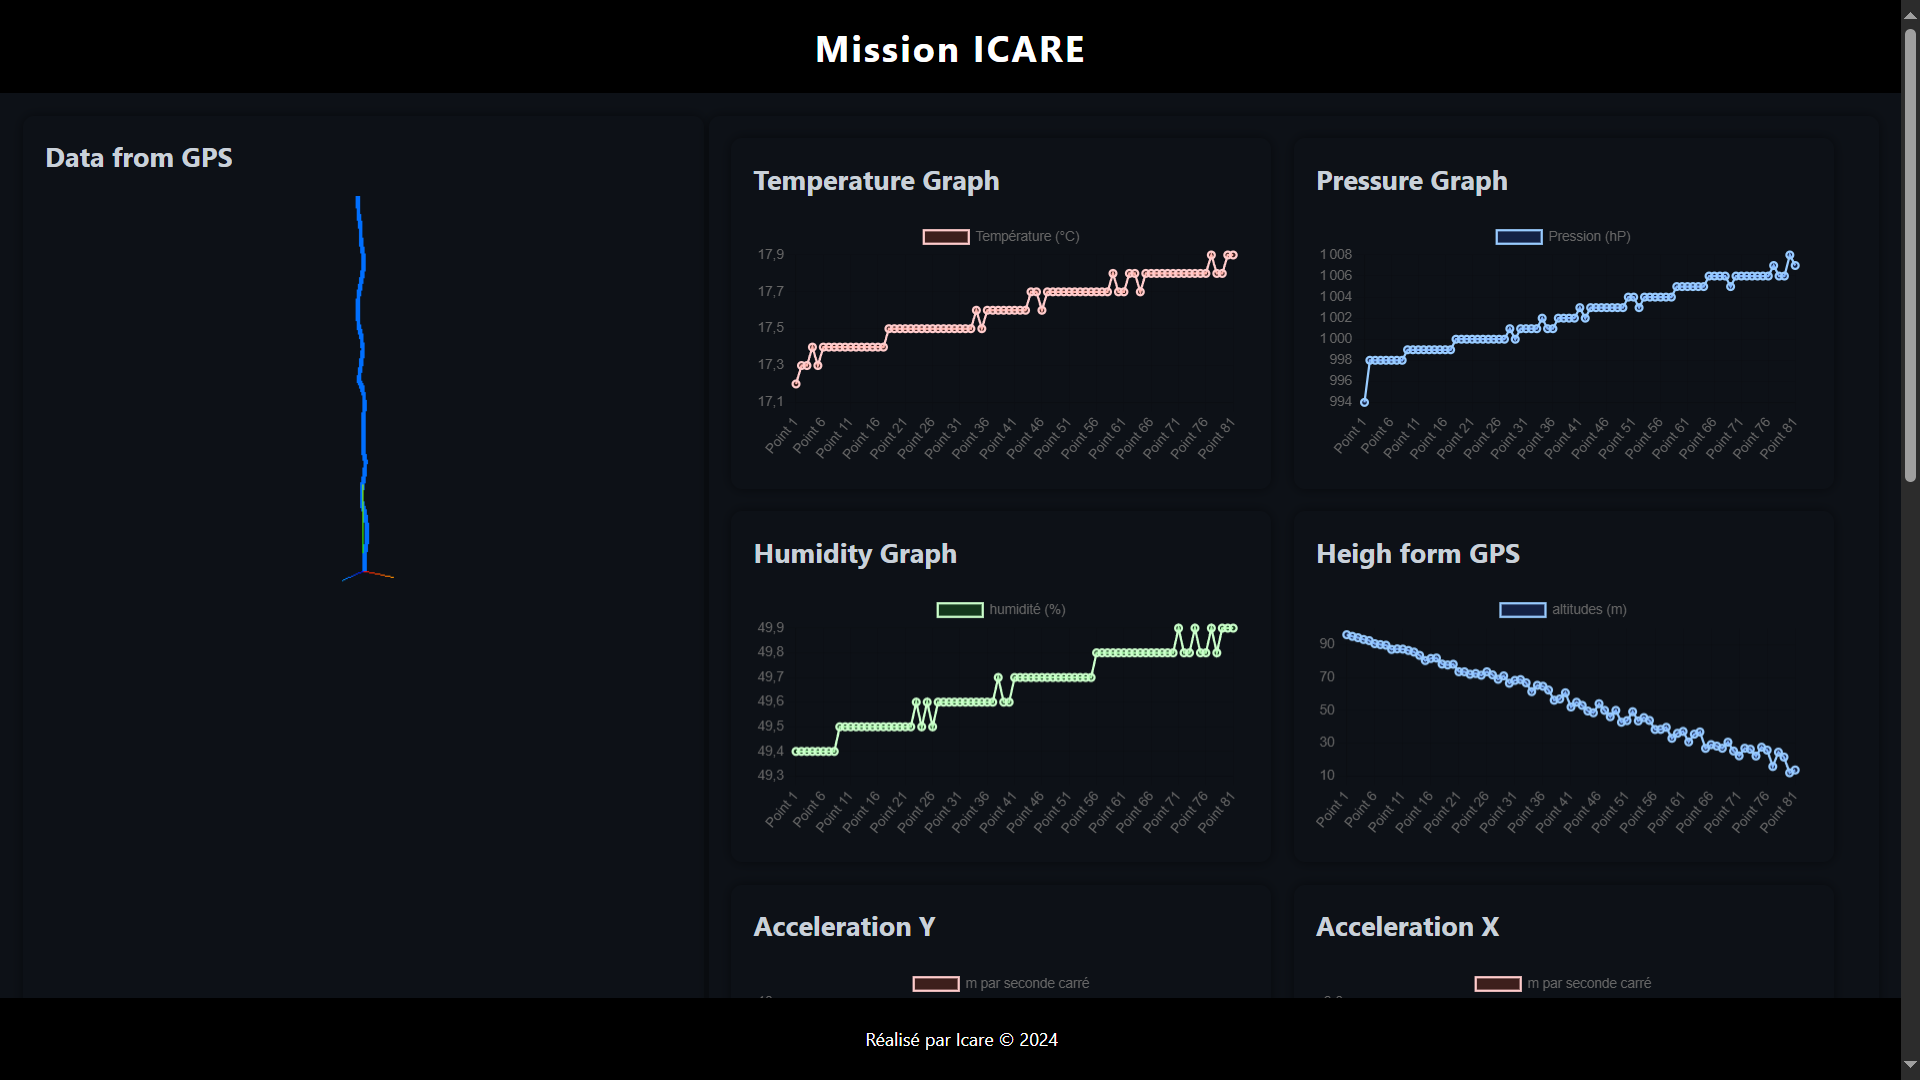 Mission ICARE
Data from GPS
Temperature Graph
Température (°C)
17,9
17,7
17,5
17,3
17,1
Point 1 Point 6 Point 11 Point 16 Point 21 Point 26 Point 31 Point 36 Point 41 Point 46 Point 51 Point 56 Point 61 Point 66 Point 71 Point 76 Point 81
Pressure Graph
Pression (hP)
1 008
1 006
1 004
1 002
1 000
998
996
994
Point 1 Point 6 Point 11 Point 16 Point 21 Point 26 Point 31 Point 36 Point 41 Point 46 Point 51 Point 56 Point 61 Point 66 Point 71 Point 76 Point 81
Humidity Graph
humidité (%)
49,9
49,8
49,7
49,6
49,5
49,4
49,3
Point 1 Point 6 Point 11 Point 16 Point 21 Point 26 Point 31 Point 36 Point 41 Point 46 Point 51 Point 56 Point 61 Point 66 Point 71 Point 76 Point 81
Heigh form GPS
altitudes (m)
90
70
50
30
10
Point 1 Point 6 Point 11 Point 16 Point 21 Point 26 Point 31 Point 36 Point 41 Point 46 Point 51 Point 56 Point 61 Point 66 Point 71 Point 76 Point 81
Acceleration Y
m par seconde carré
Acceleration X
m par seconde carré
Réalisé par Icare © 2024